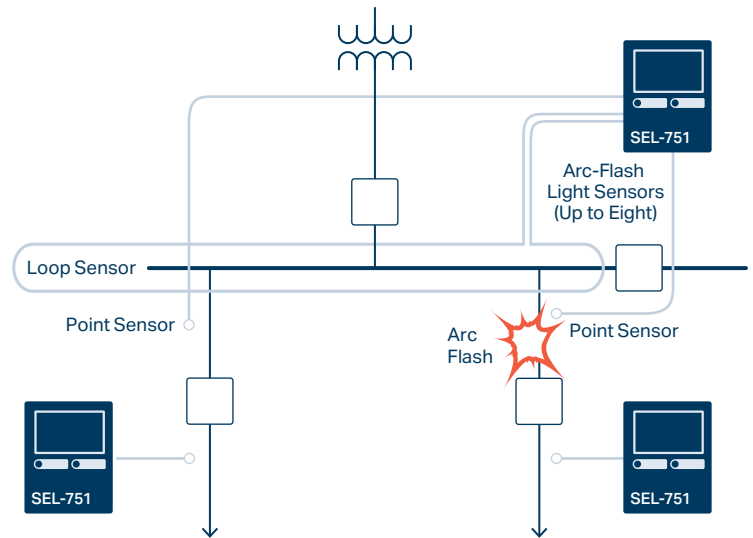 SEL-751
Arc-Flash
Light Sensors
(Up to Eight)
Loop Sensor
Point Sensor
Arc
Flash
Point Sensor
SEL-751
SEL-751